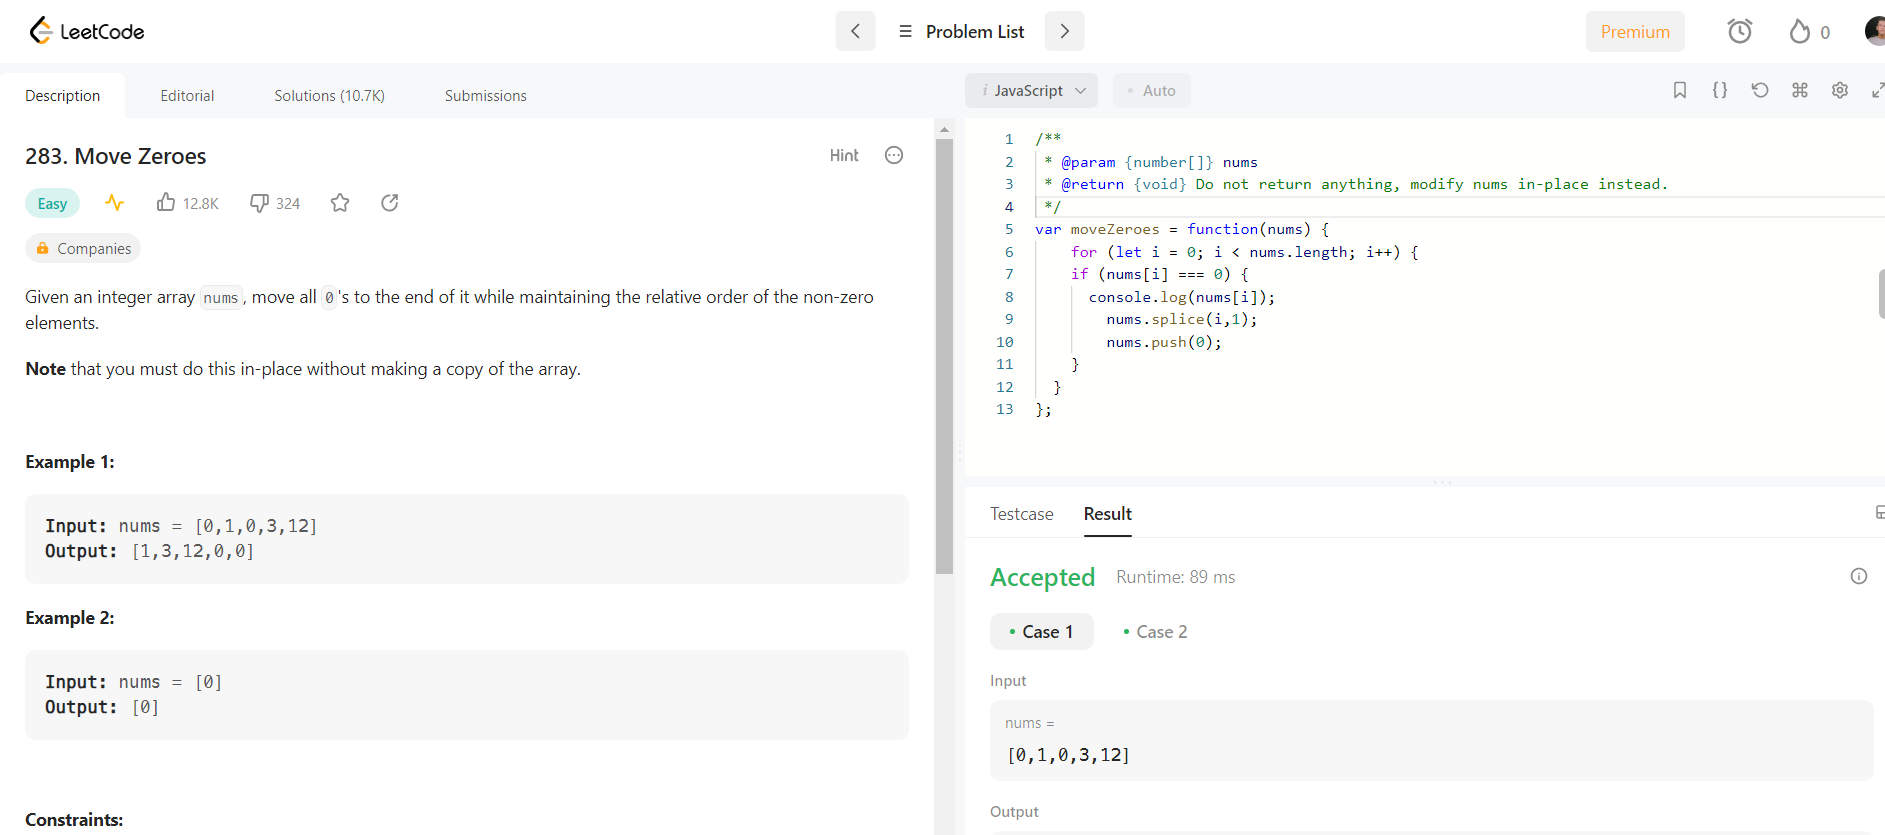 LeetCode
Problem List
Premium
0
Description
Editorial
Solutions (10.7K)
Submissions
i JavaScript
Auto
283. Move Zeroes
Hint
Easy
12.8K
324
Companies
Given an integer array nums, move all 0's to the end of it while maintaining the relative order of the non-zero
elements.
Note that you must do this in-place without making a copy of the array.
Example 1:
Input: nums = [0,1,0,3,12]
Output: [1,3,12,0,0]
Example 2:
Input: nums = [0]
Output: [0]
Constraints:
1 /**
2 * @param {number[]} nums
3 * @return {void} Do not return anything, modify nums in-place instead.
4 */
5 var moveZeroes = function(nums) {
6 for (let i = 0; i < nums.length; i++) {
7 if (nums[i] === 0) {
8 console.log(nums[i]);
9 nums.splice(i,1);
10 nums.push(0);
11 }
12 }
13 };
Testcase
Result
Accepted
Runtime: 89 ms
Case 1
Case 2
Input
nums =
[0,1,0,3,12]
Output